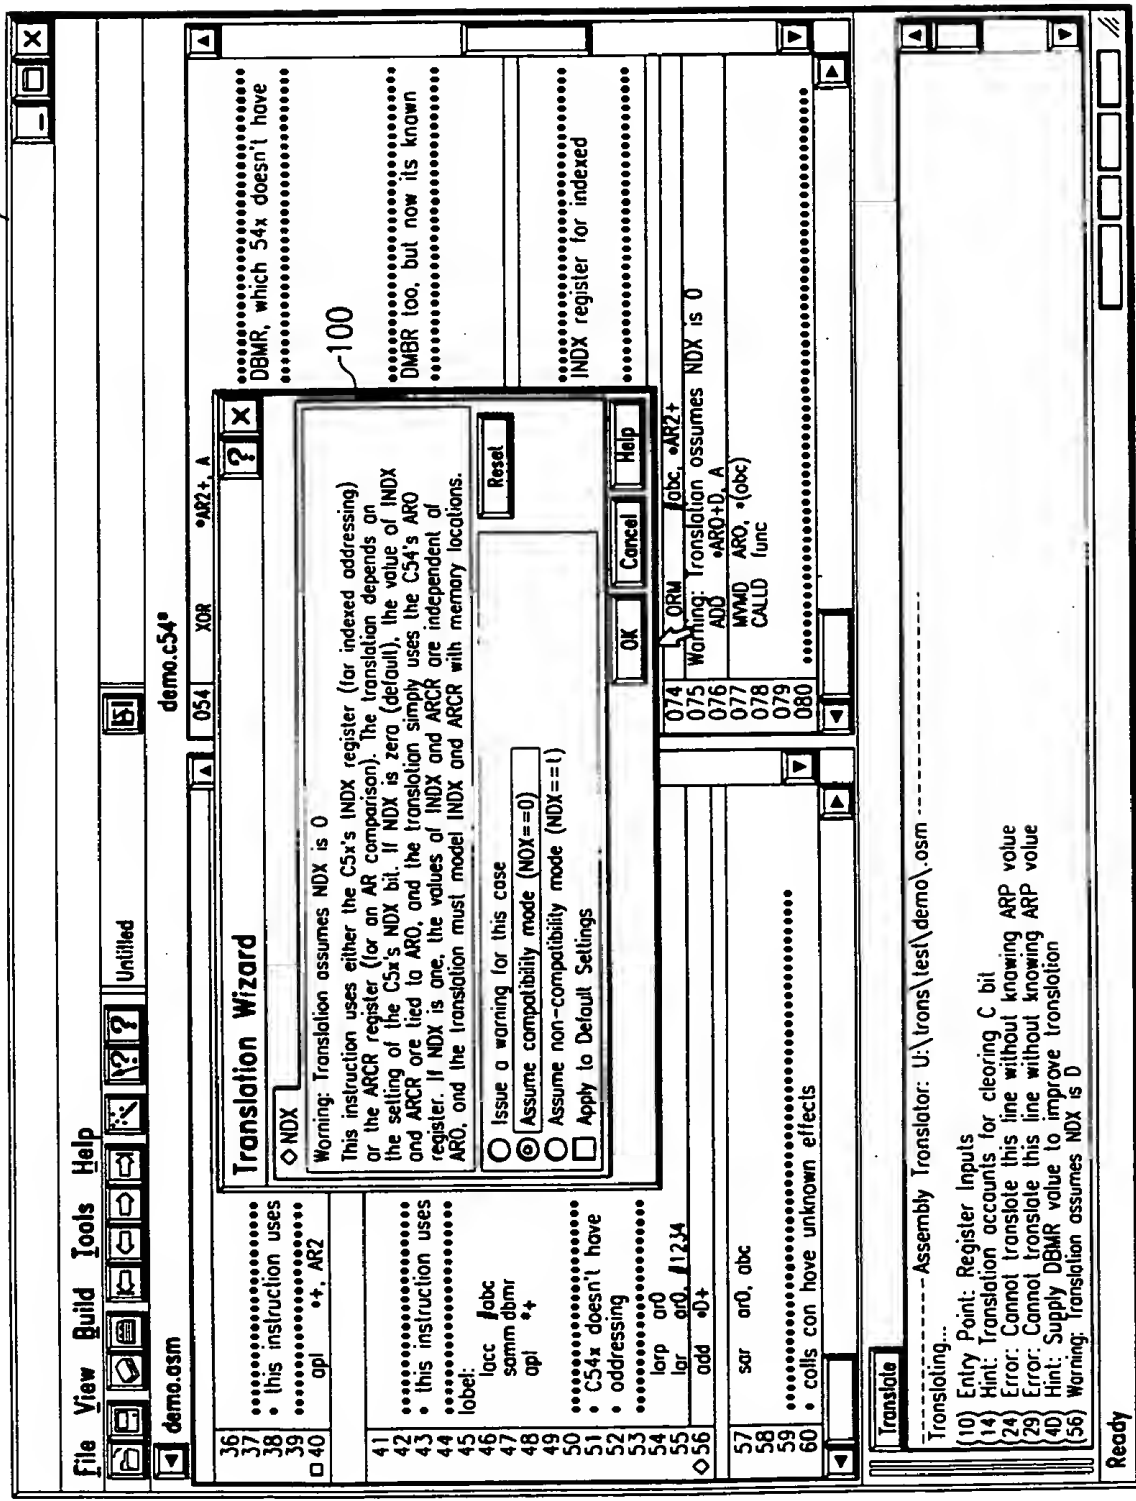 File View Build Tools Help
Untitled
demo.asm
36
37 ••••••••••••••••••••••
38 • this instruction uses
39 ••••••••••••••••••••••
□ 40 apl *+, AR2
41
42 ••••••••••••••••••••••
43 • this instruction uses
44 ••••••••••••••••••••••
45 label:
46 lacc #abc
47 samm dbmr
48 apl *+
49
50 ••••••••••••••••••••••
51 • C54x doesn't have
52 • addressing
53 ••••••••••••••••••••••
54 larp ar0
55 lar ar0, #1234
◇56 add *0+
57 sar ar0, abc
58
59 ••••••••••••••••••••••
60 • calls can have unknown effects
demo.c54*
054 XOR *AR2+, A
DBMR, which 54x doesn't have
DMBR too, but now its known
INDX register for indexed
074 ORM #abc, *AR2+
075 Warning: Translation assumes NDX is 0
076 ADD *AR0+D, A
077 MVMD AR0, *(abc)
078 CALLD func
079
080 ••••••••••••••••••••••
Translation Wizard ? X
◇NDX
Warning: Translation assumes NDX is 0
This instruction uses either the C5x's INDX register (for indexed addressing)
or the ARCR register (for an AR comparison). The translation depends on
the setting of the C5x's NDX bit. If NDX is zero (default), the value of INDX
and ARCR are tied to AR0, and the translation simply uses the C54's AR0
register. If NDX is one, the values of INDX and ARCR are independent of
AR0, and the translation must model INDX and ARCR with memory locations.
Issue a warning for this case
Assume compatibility mode (NDX==0)
Assume non-compatibility mode (NDX==1)
Apply to Default Settings
Reset
OK Cancel Help
100
Translate
--------------Assembly Translator: U:\trans\test\demo\.asm --------------
Translating...
(10) Entry Point: Register Inputs
(14) Hint: Translation accounts for clearing C bit
(24) Error: Cannot translate this line without knowing ARP value
(29) Error: Cannot translate this line without knowing ARP value
(4D) Hint: Supply DBMR value to improve translation
(56) Warning: Translation assumes NDX is D
Ready